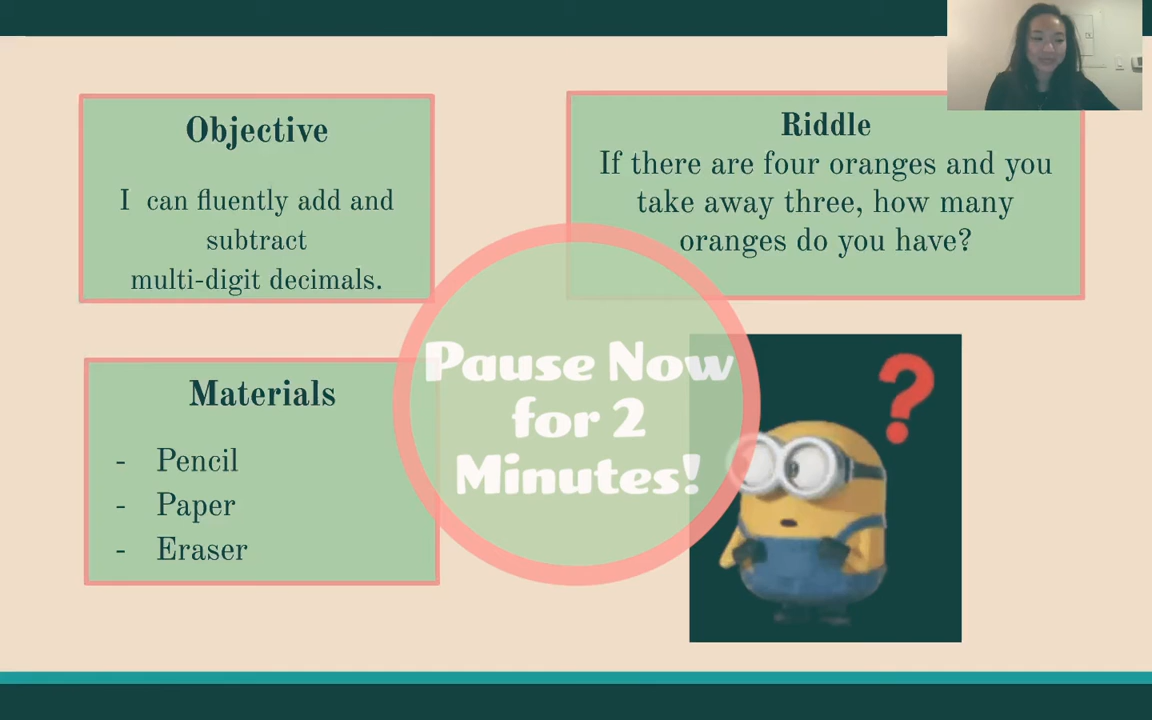 Objective
I can fluently add and
subtract
multi-digit decimals.
Riddle
If there are four oranges and you
take away three, how many
oranges do you have?
Pause Now
for 2
Minutes!
Materials
- Pencil
- Paper
- Eraser